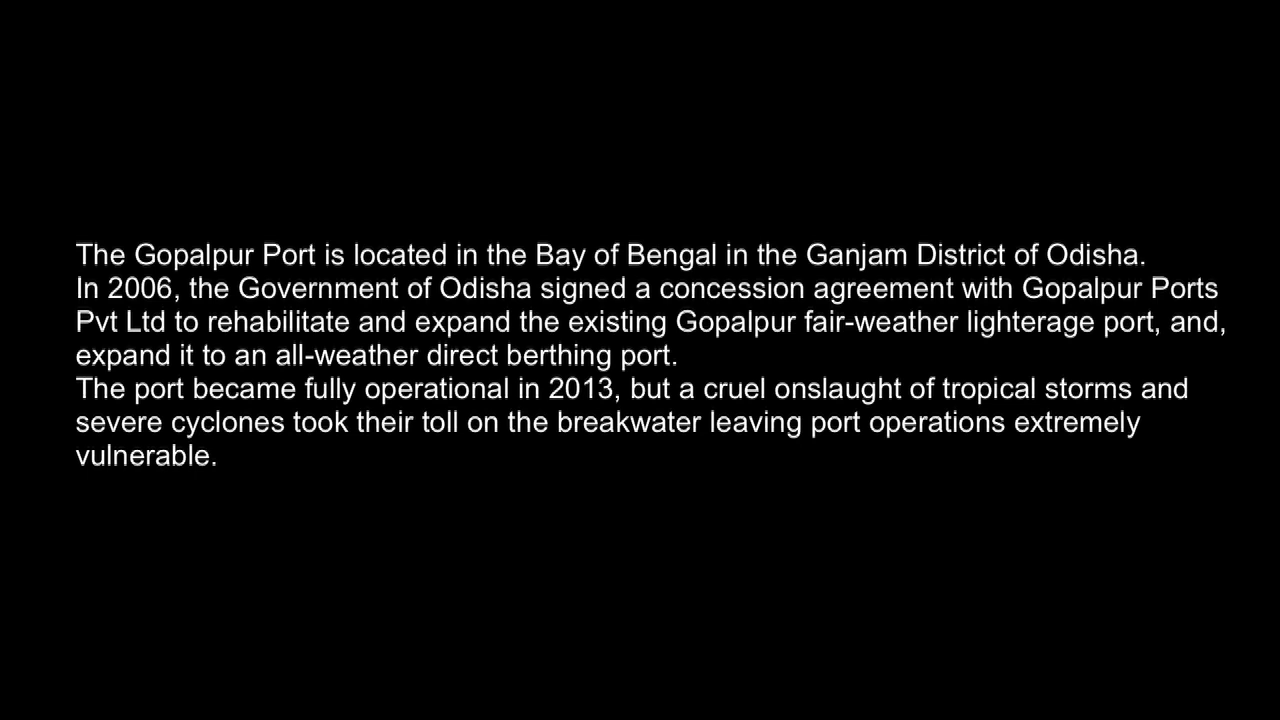 The Gopalpur Port is located in the Bay of Bengal in the Ganjam District of Odisha.
In 2006, the Government of Odisha signed a concession agreement with Gopalpur Ports
Pvt Ltd to rehabilitate and expand the existing Gopalpur fair-weather lighterage port, and,
expand it to an all-weather direct berthing port.
The port became fully operational in 2013, but a cruel onslaught of tropical storms and
severe cyclones took their toll on the breakwater leaving port operations extremely
vulnerable.